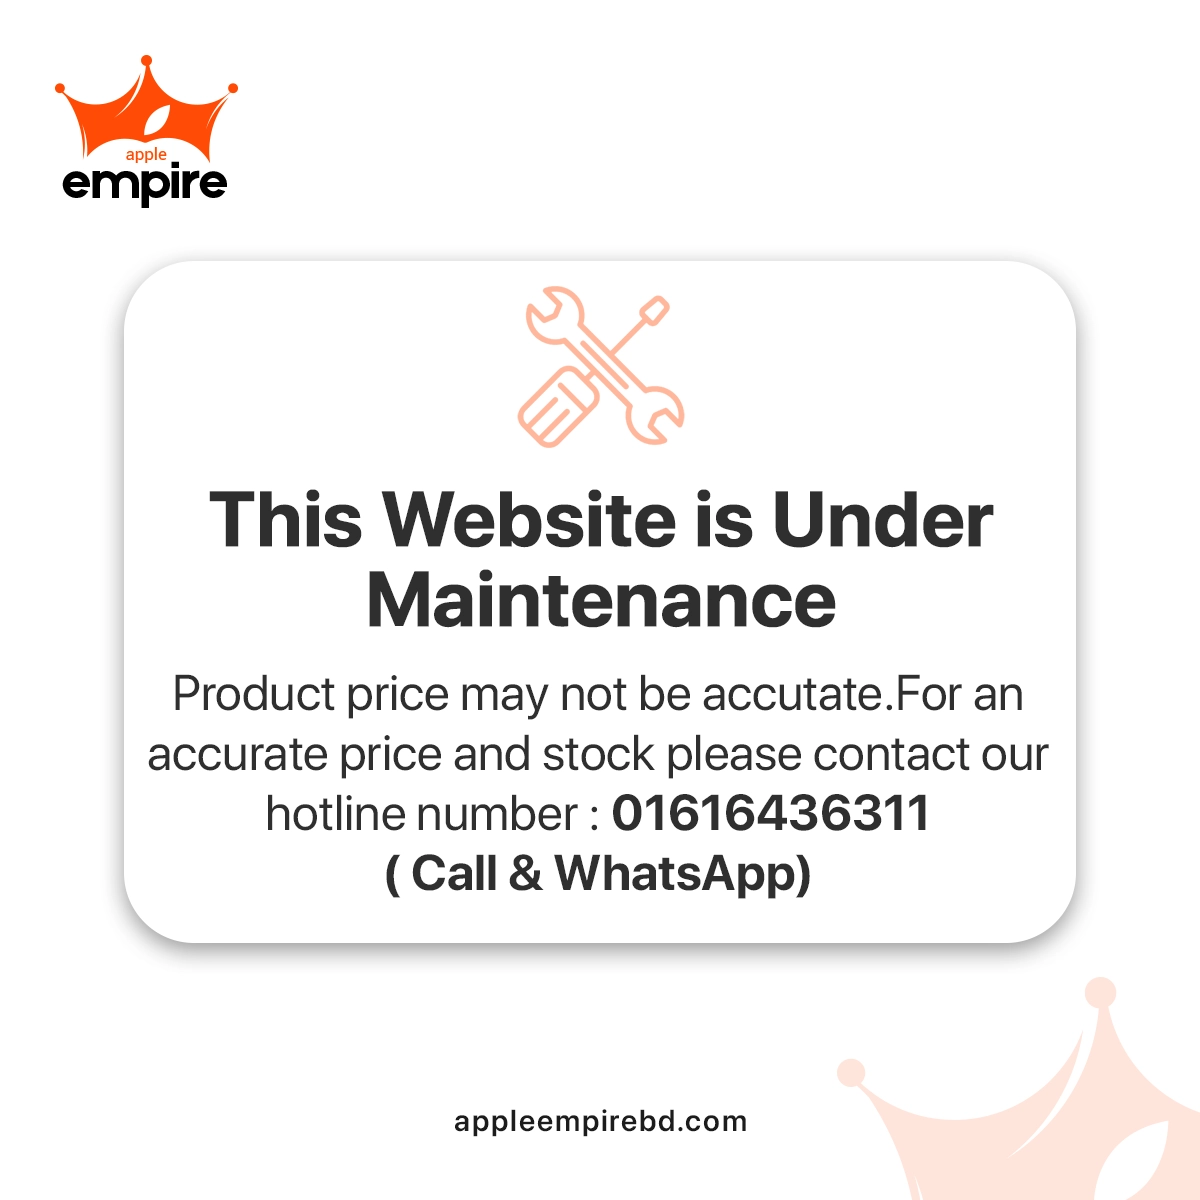 apple
empire
This Website is Under
Maintenance
Product price may not be accutate.For an
accurate price and stock please contact our
hotline number : 01616436311
( Call & WhatsApp)
appleempirebd.com